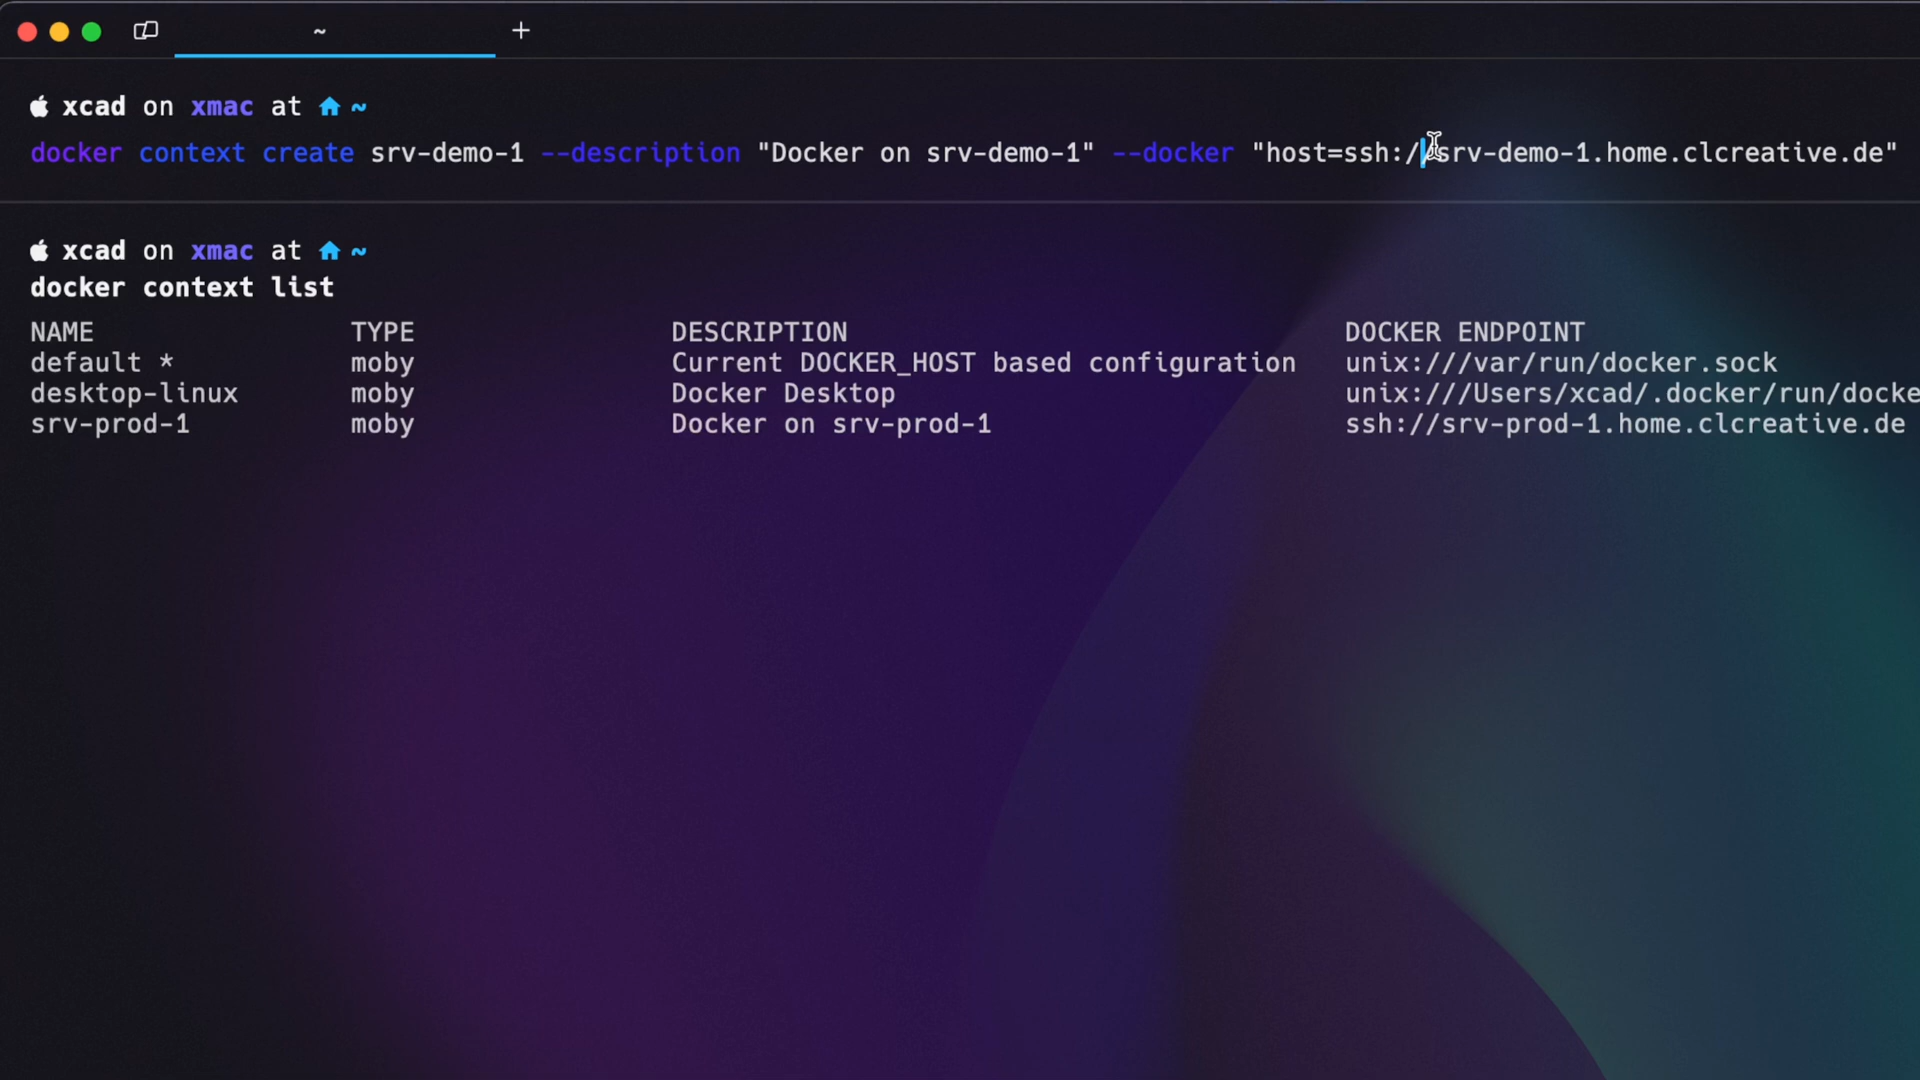 ~ +
xcad on xmac at ~
docker context create srv-demo-1 --description "Docker on srv-demo-1" --docker "host=ssh://srv-demo-1.home.clcreative.de"
xcad on xmac at ~
docker context list
NAME TYPE DESCRIPTION DOCKER ENDPOINT
default * moby Current DOCKER_HOST based configuration unix:///var/run/docker.sock
desktop-linux moby Docker Desktop unix:///Users/xcad/.docker/run/docke
srv-prod-1 moby Docker on srv-prod-1 ssh://srv-prod-1.home.clcreative.de